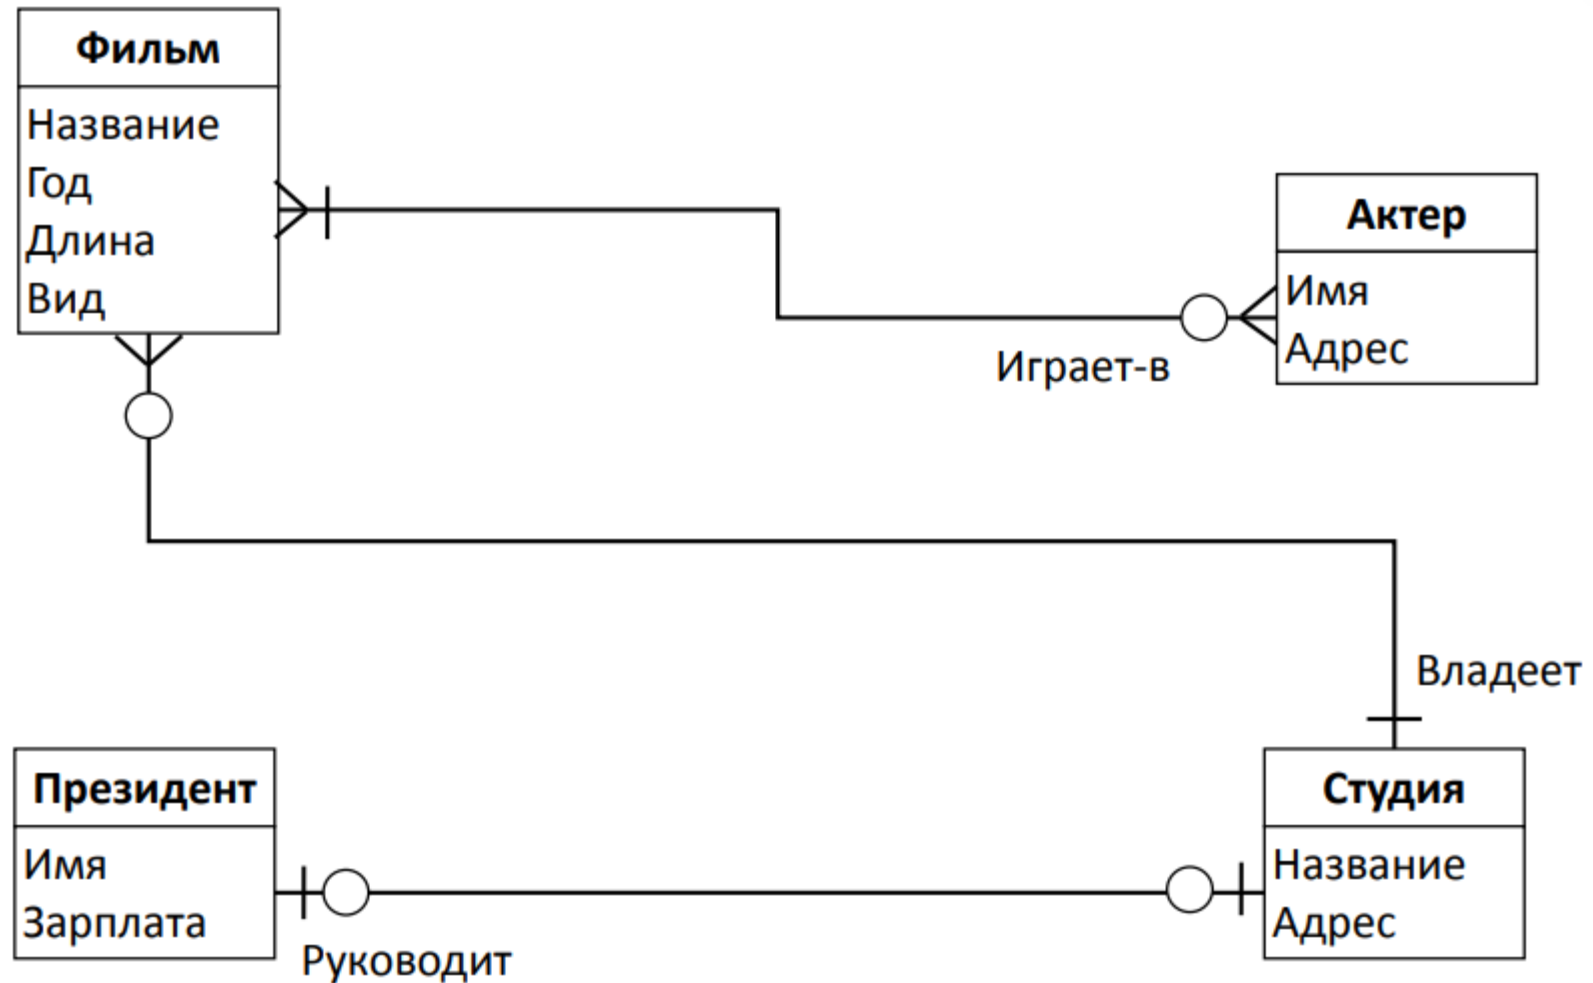 Фильм
Название
Год
Длина
Вид
Актер
Имя
Адрес
Играет-в
Владеет
Президент
Имя
Зарплата
Руководит
Студия
Название
Адрес